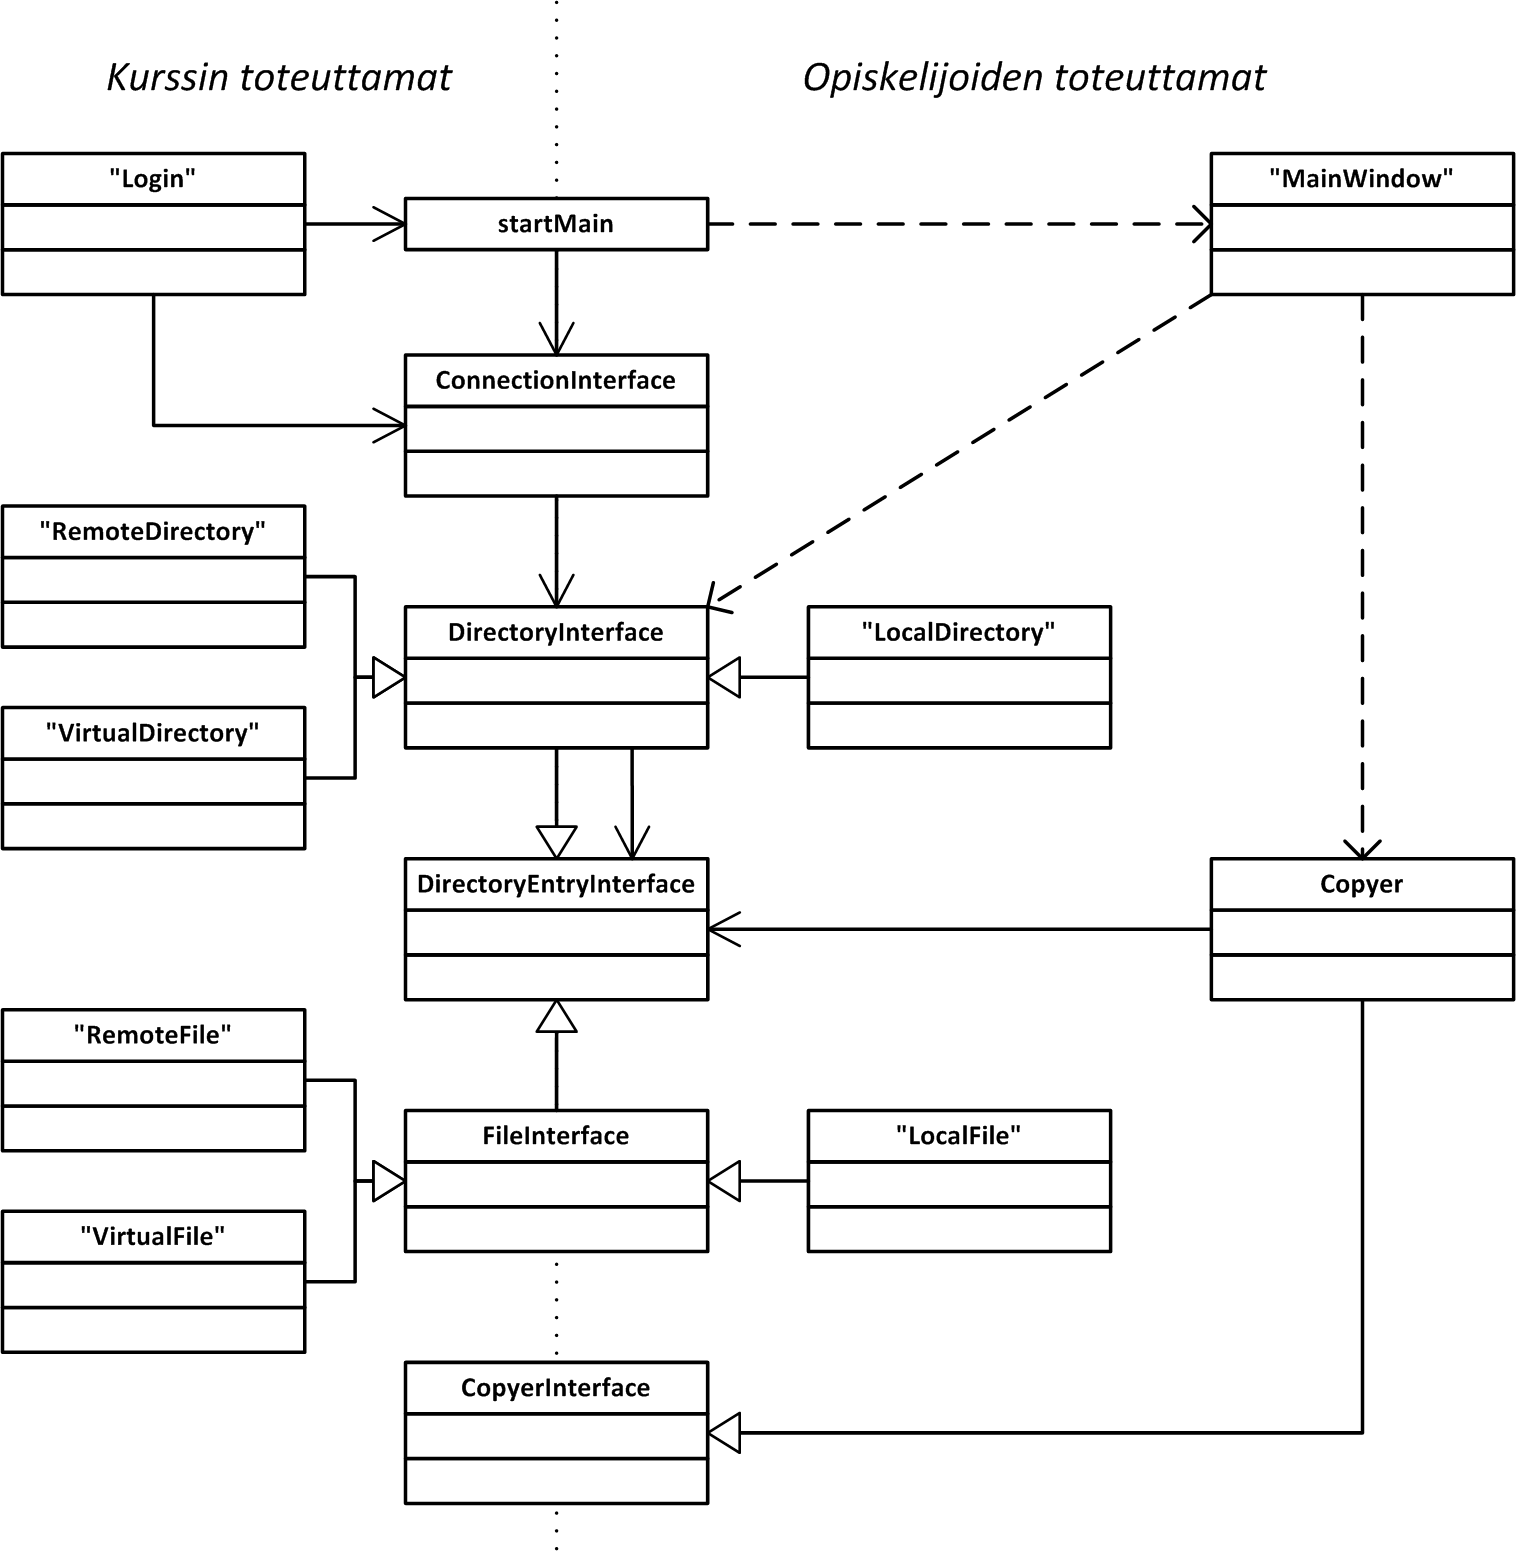 Kurssin toteuttamat
Opiskelijoiden toteuttamat
"Login"
startMain
"MainWindow"
ConnectionInterface
"RemoteDirectory"
DirectoryInterface
"LocalDirectory"
"VirtualDirectory"
DirectoryEntryInterface
Copyer
"RemoteFile"
FileInterface
"LocalFile"
"VirtualFile"
CopyerInterface